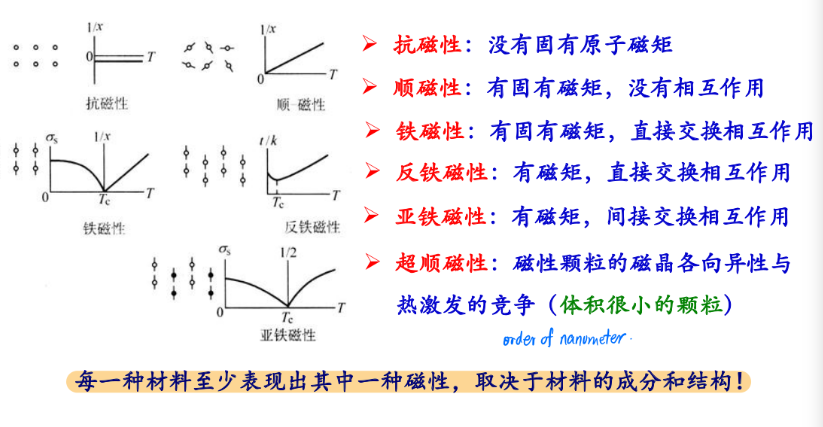 1/x
0
T
抗磁性
1/x
0
T
顺-磁性
σs
1/x
0
Tc
T
铁磁性
t/k
Tc
T
反铁磁性
σs
1/2
0
Tc
T
亚铁磁性
➢ 抗磁性：没有固有原子磁矩
➢ 顺磁性：有固有磁矩，没有相互作用
➢ 铁磁性：有固有磁矩，直接交换相互作用
➢ 反铁磁性：有磁矩，直接交换相互作用
➢ 亚铁磁性：有磁矩，间接交换相互作用
➢ 超顺磁性：磁性颗粒的磁晶各向异性与
热激发的竞争（体积很小的颗粒）
order of nanometer.
每一种材料至少表现出其中一种磁性，取决于材料的成分和结构！